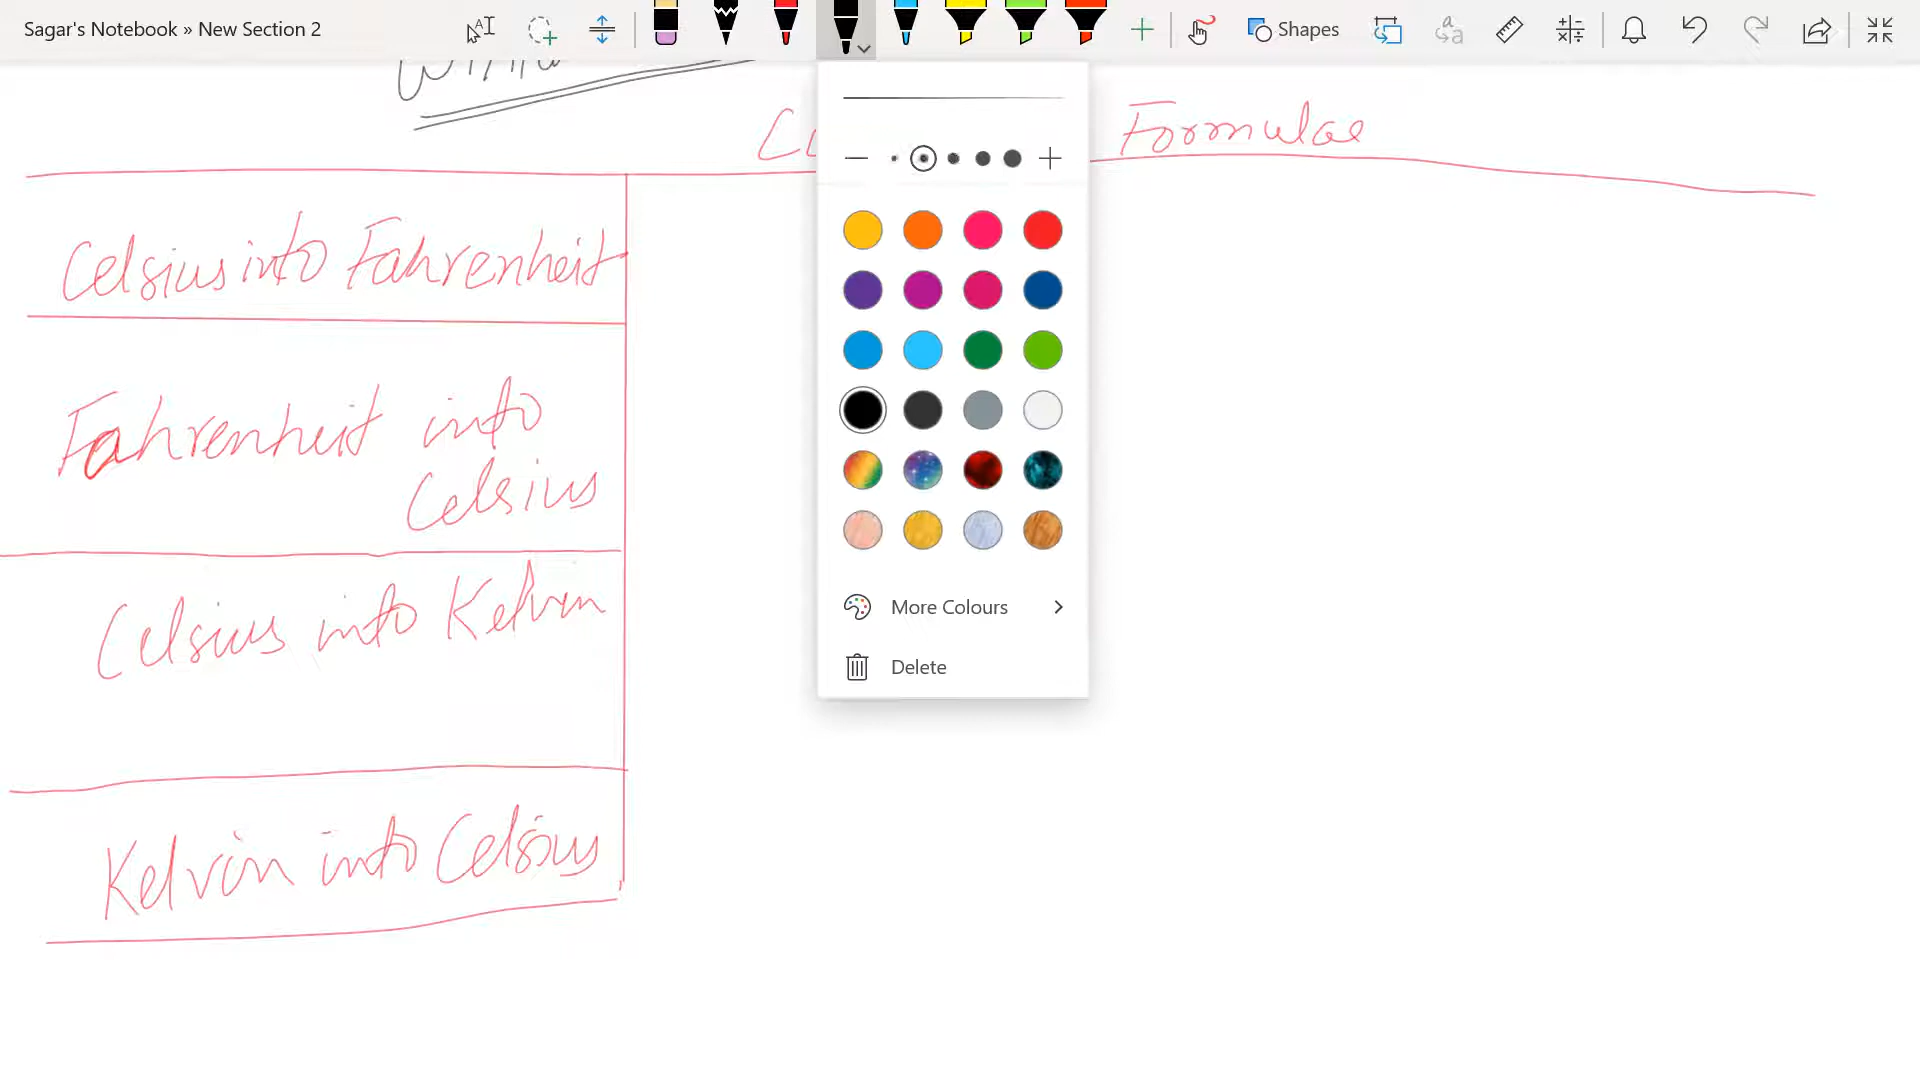 Sagar's Notebook » New Section 2
Shapes
Formulae
Celsius into Fahrenheit
Fahrenheit into
Celsius
Celsius into Kelvin
Kelvin into Celsius
More Colours
Delete